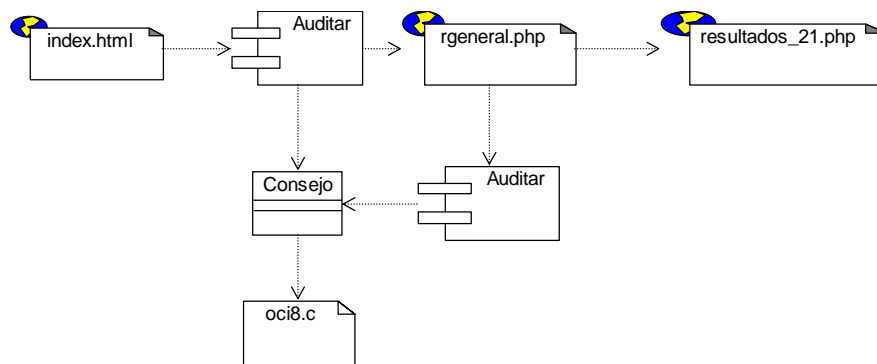 index.html
Auditar
rgeneral.php
resultados_21.php
Consejo
Auditar
oci8.c